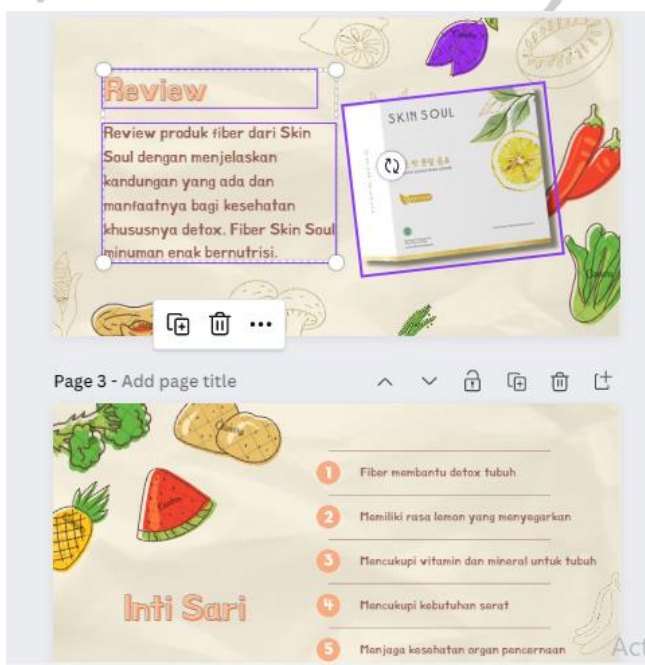 Review
SKIN SOUL
Review produk fiber dari Skin
Soul dengan menjelaskan
kandungan yang ada dan
manfaatnya bagi kesehatan
khususnya detox. Fiber Skin Soul
minuman enak bernutrisi.
Page 3 - Add page title
1 Fiber membantu detox tubuh
2 Memiliki rasa lemon yang menyegarkan
3 Mencukupi vitamin dan mineral untuk tubuh
Inti Sari
4 Mencukupi kebutuhan serat
5 Menjaga kesehatan organ pencernaan
Act